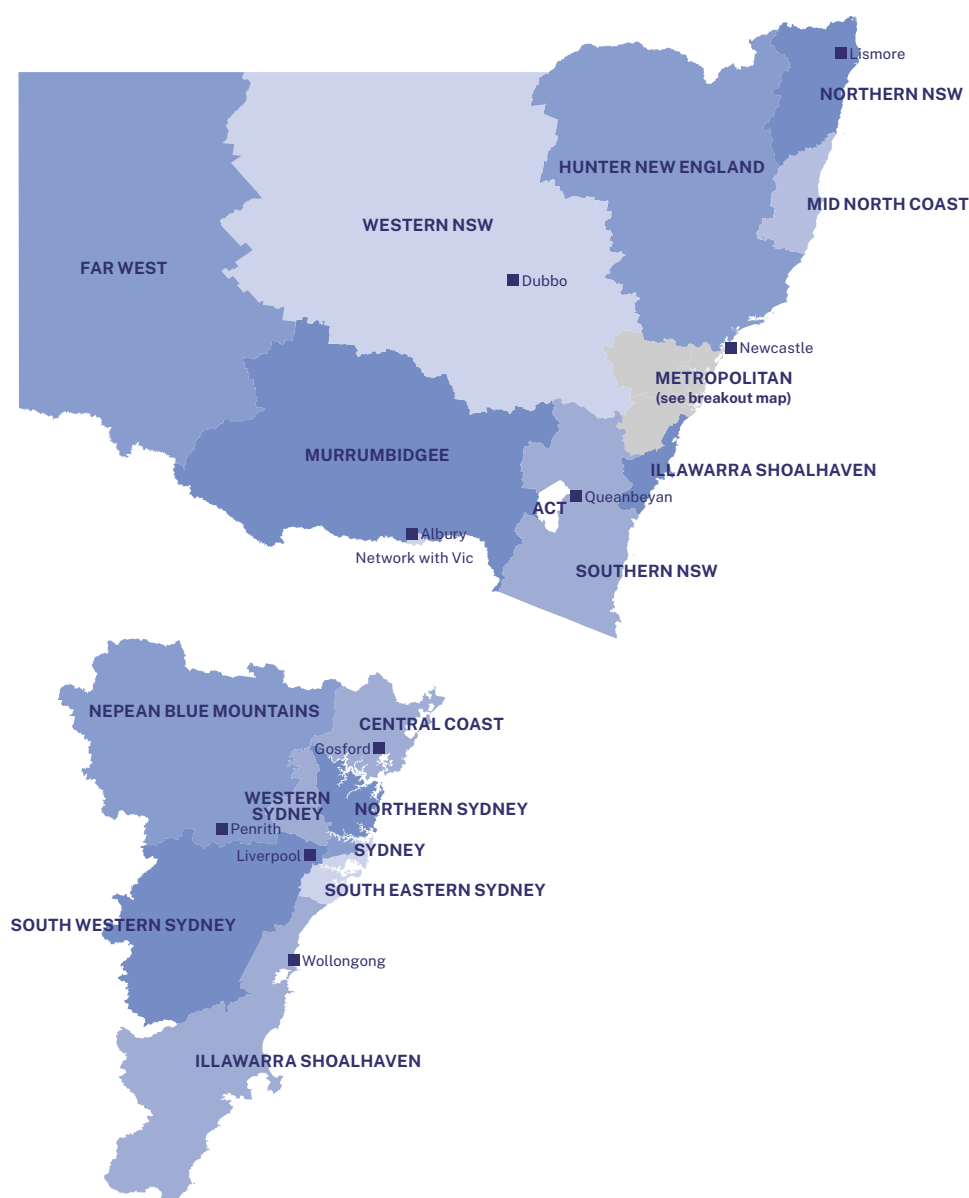 Lismore
NORTHERN NSW
HUNTER NEW ENGLAND
MID NORTH COAST
WESTERN NSW
FAR WEST
Dubbo
Newcastle
METROPOLITAN
(see breakout map)
MURRUMBIDGEE
ILLAWARRA SHOALHAVEN
Queanbeyan
ACT
Albury
Network with Vic
SOUTHERN NSW
NEPEAN BLUE MOUNTAINS
CENTRAL COAST
Gosford
WESTERN
SYDNEY
NORTHERN SYDNEY
Penrith
SYDNEY
Liverpool
SOUTH EASTERN SYDNEY
SOUTH WESTERN SYDNEY
Wollongong
ILLAWARRA SHOALHAVEN